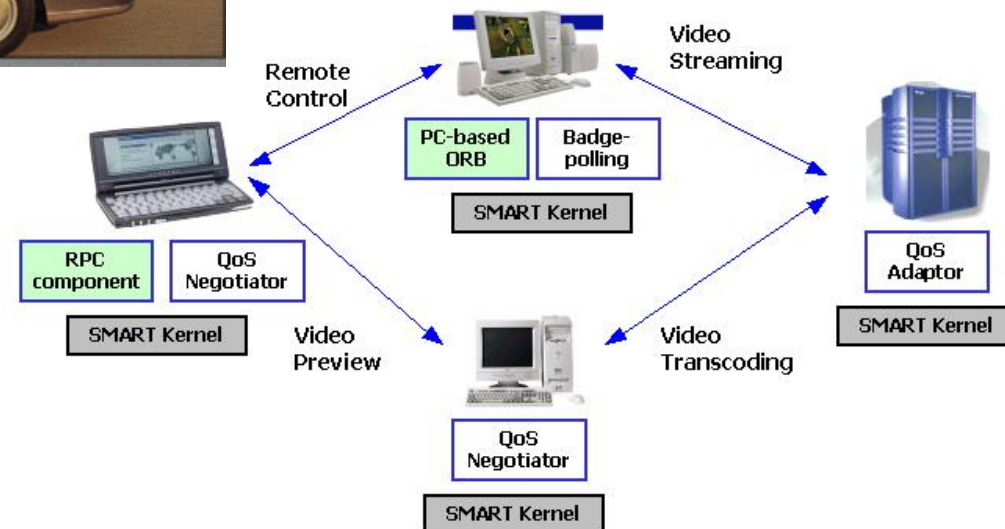 Remote
Control
Video
Streaming
PC-based
ORB
Badge-
polling
SMART Kernel
RPC
component
QoS
Negotiator
SMART Kernel
QoS
Adaptor
SMART Kernel
Video
Preview
Video
Transcoding
QoS
Negotiator
SMART Kernel